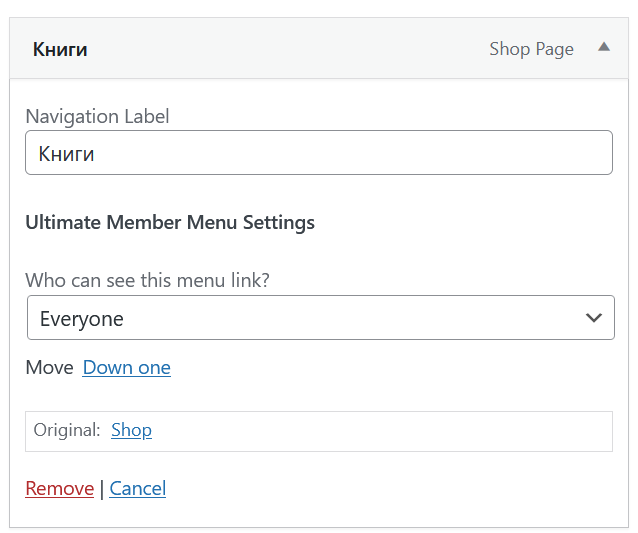 Книги Shop Page
Navigation Label
Книги
Ultimate Member Menu Settings
Who can see this menu link?
Everyone
Move Down one
Original: Shop
Remove | Cancel